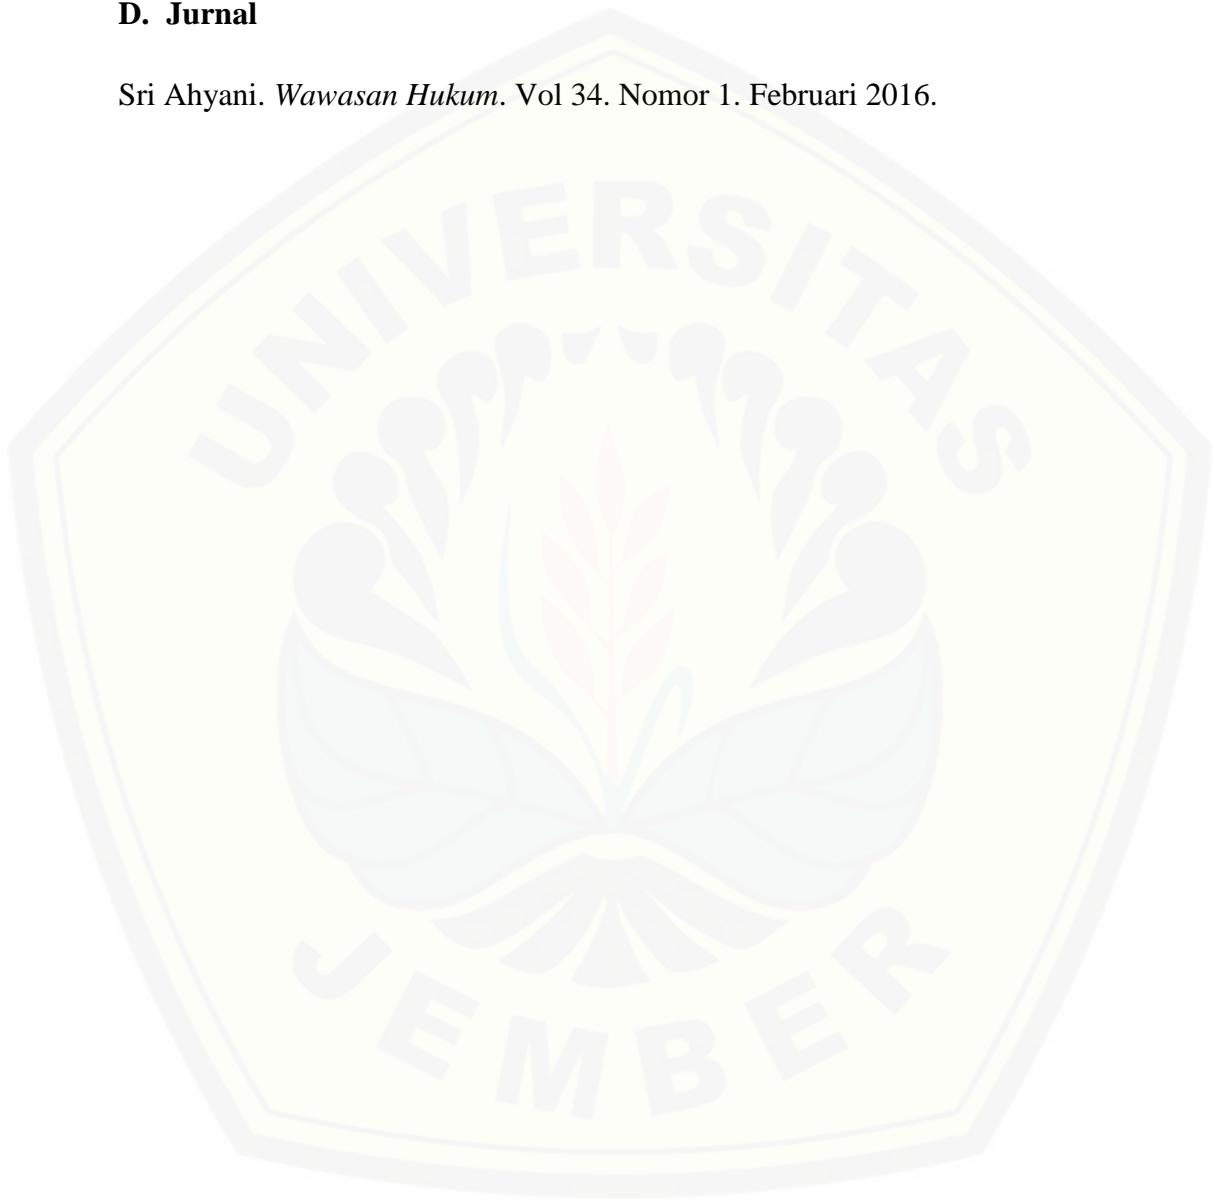 D. Jurnal
Sri Ahyani. Wawasan Hukum. Vol 34. Nomor 1. Februari 2016.
UNIVERSITAS
JEMBER